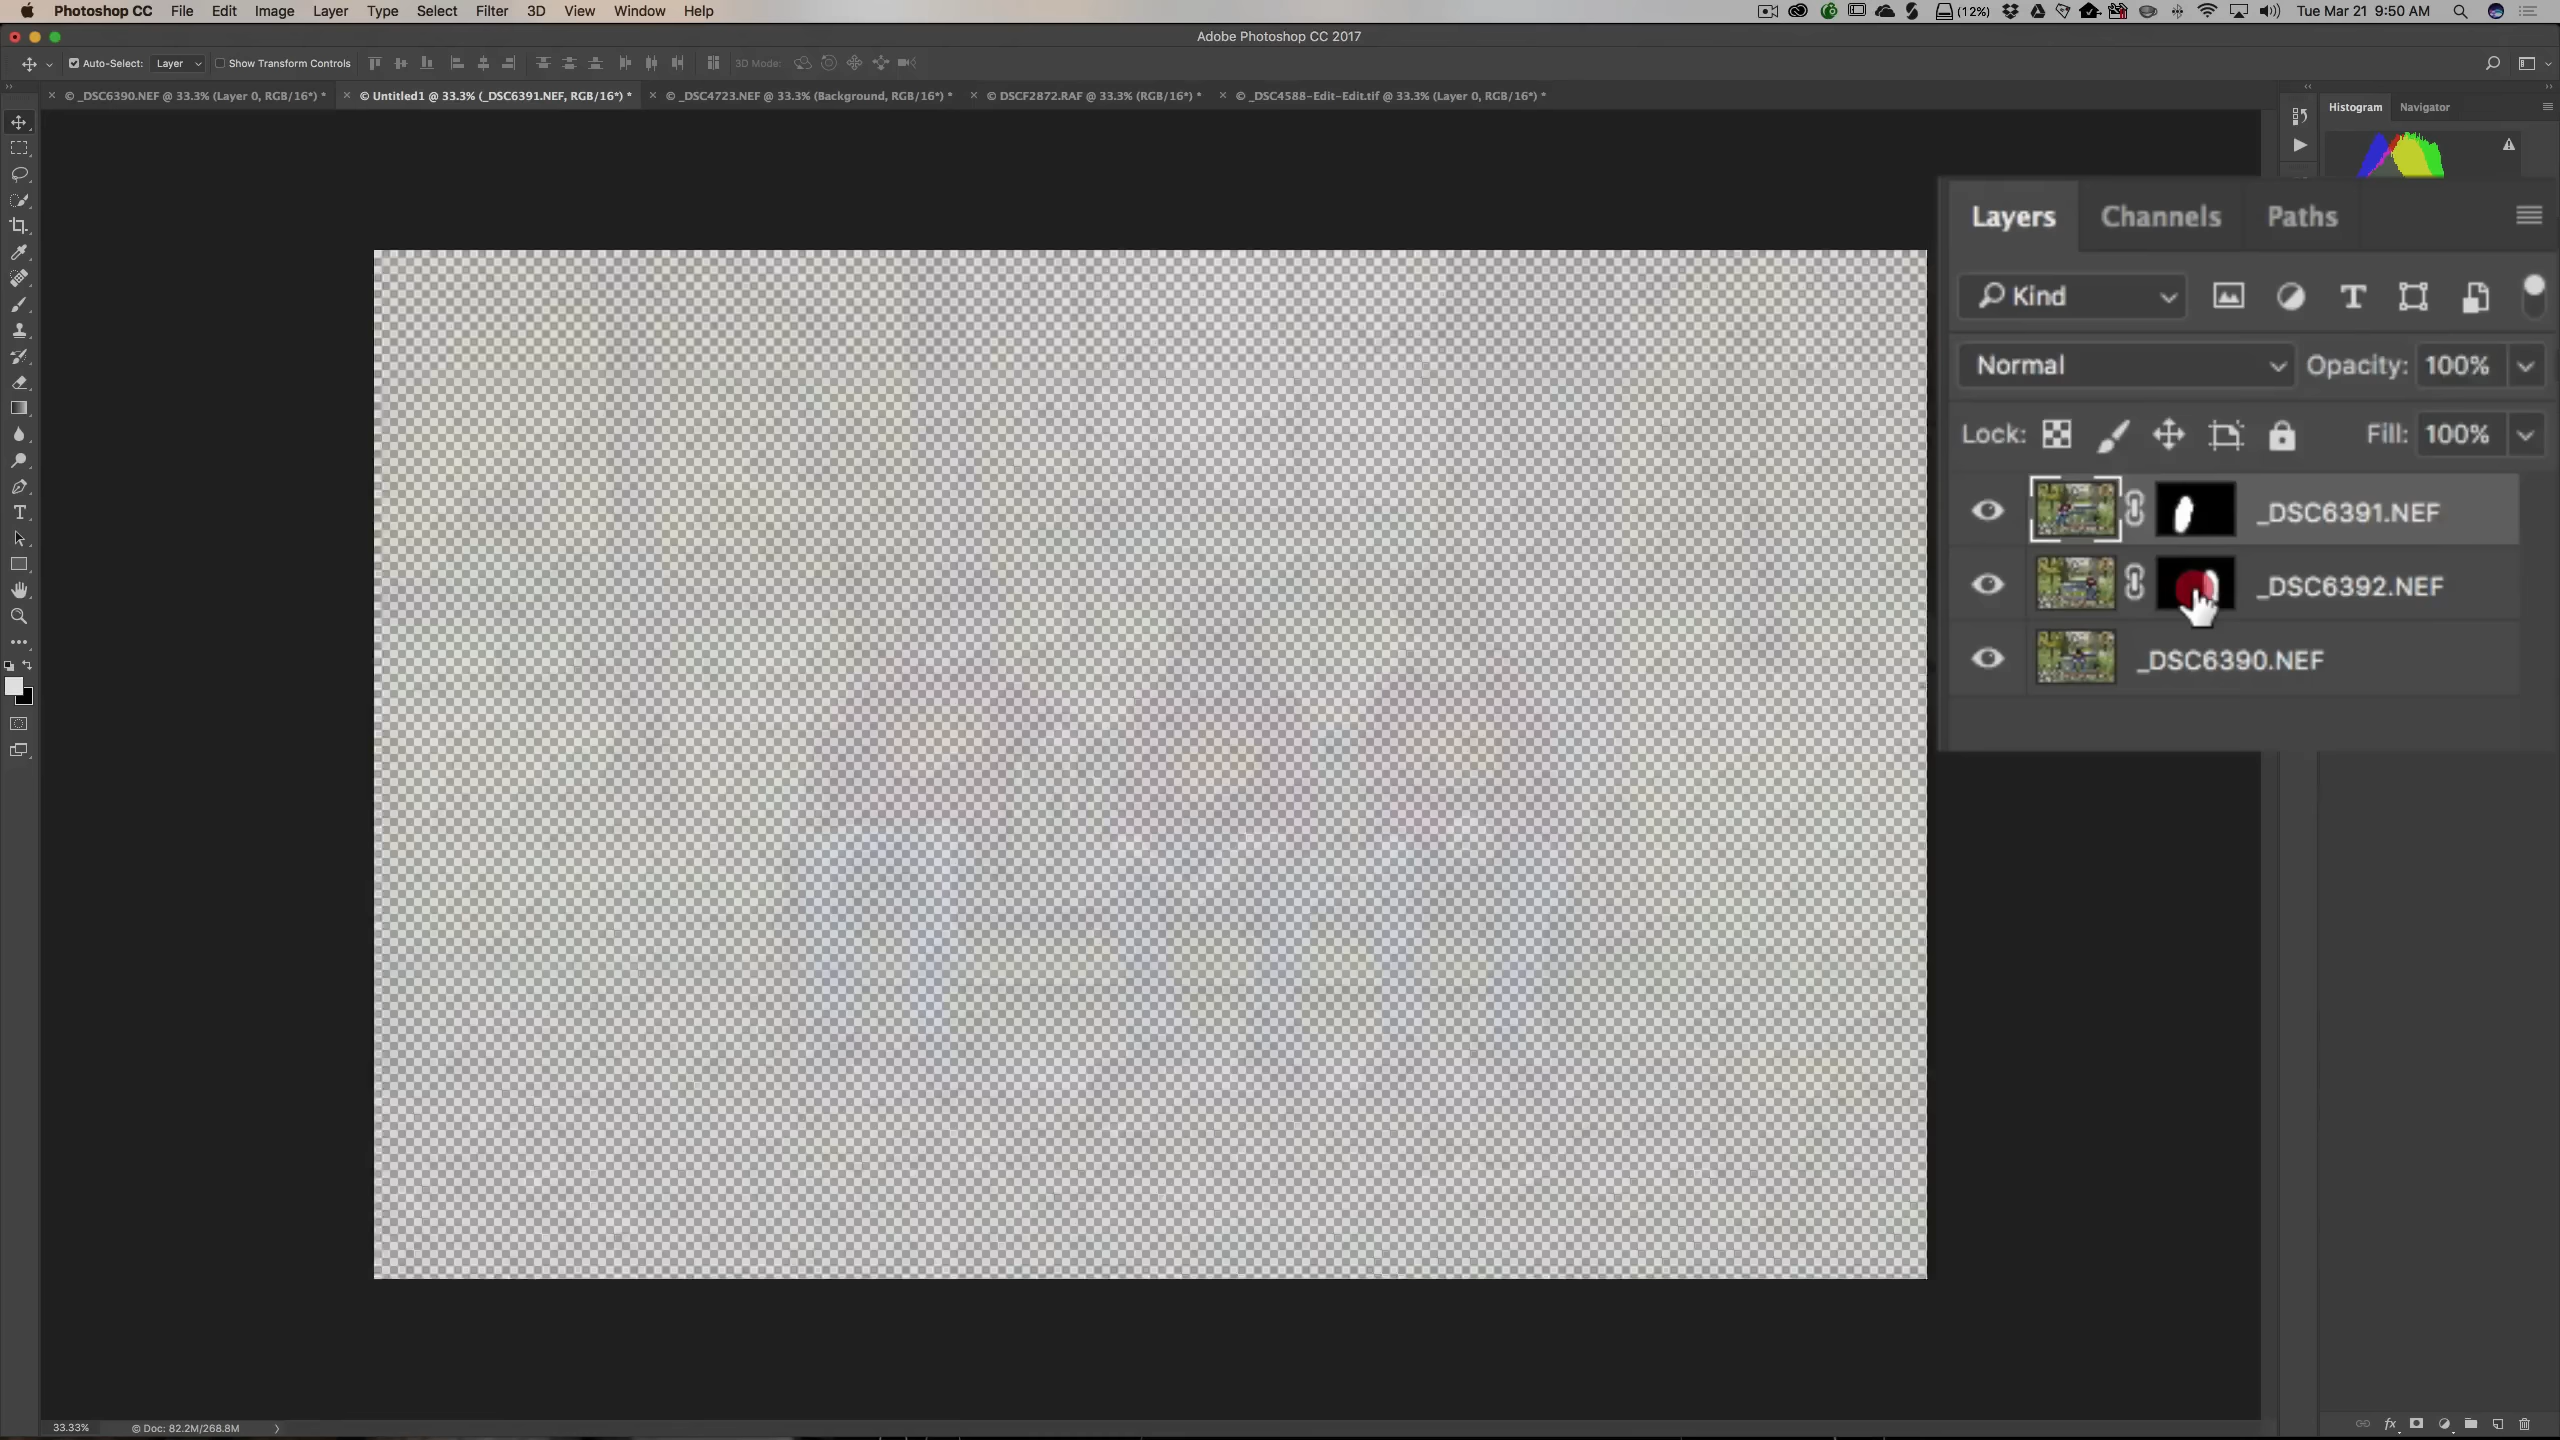 Photoshop CC File Edit Image Layer Type Select Filter 3D View Window Help (12%) Tue Mar 21 9:50 AM
Adobe Photoshop CC 2017
Auto-Select: Layer Show Transform Controls 3D Mode:
© _DSC6390.NEF @ 33.3% (Layer 0, RGB/16*) * © Untitled1 @ 33.3% (_DSC6391.NEF, RGB/16*) * © _DSC4723.NEF @ 33.3% (Background, RGB/16*) * © DSCF2872.RAF @ 33.3% (RGB/16*) * © _DSC4588-Edit-Edit.tif @ 33.3% (Layer 0, RGB/16*) *
Histogram Navigator
Layers Channels Paths
Kind
Normal Opacity: 100%
Lock: Fill: 100%
_DSC6391.NEF
_DSC6392.NEF
_DSC6390.NEF
33.33% © Doc: 82.2M/268.8M